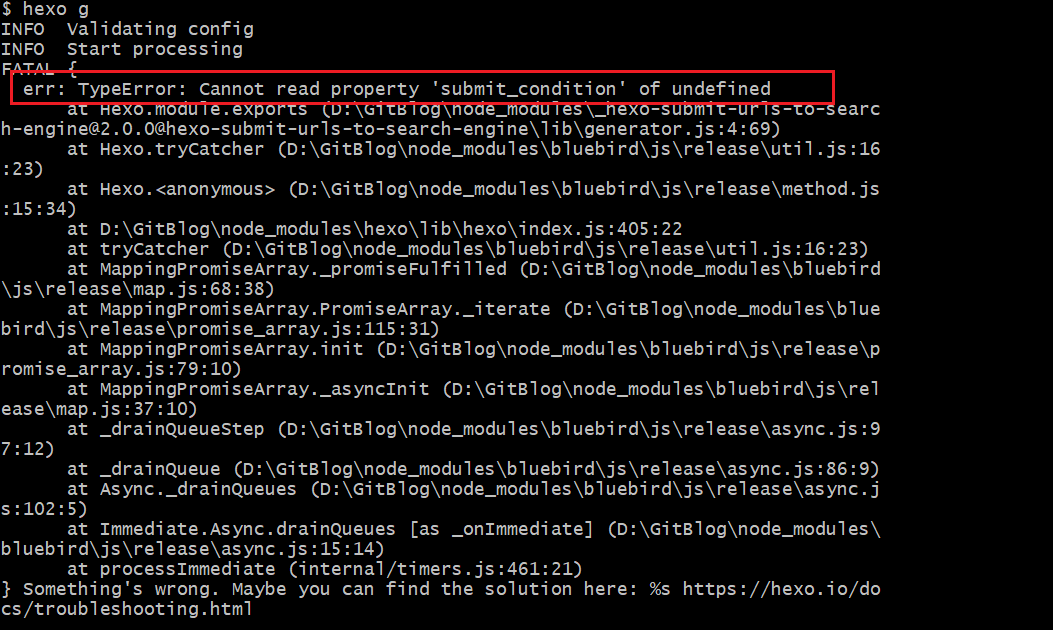 $ hexo g
INFO  Validating config
INFO  Start processing
FATAL {
  err: TypeError: Cannot read property 'submit_condition' of undefined
      at Hexo.module.exports (D:\GitBlog\node_modules\_hexo-submit-urls-to-searc
h-engine@2.0.0@hexo-submit-urls-to-search-engine\lib\generator.js:4:69)
      at Hexo.tryCatcher (D:\GitBlog\node_modules\bluebird\js\release\util.js:16
:23)
      at Hexo.<anonymous> (D:\GitBlog\node_modules\bluebird\js\release\method.js
:15:34)
      at D:\GitBlog\node_modules\hexo\lib\hexo\index.js:405:22
      at tryCatcher (D:\GitBlog\node_modules\bluebird\js\release\util.js:16:23)
      at MappingPromiseArray._promiseFulfilled (D:\GitBlog\node_modules\bluebird
\js\release\map.js:68:38)
      at MappingPromiseArray.PromiseArray._iterate (D:\GitBlog\node_modules\blue
bird\js\release\promise_array.js:115:31)
      at MappingPromiseArray.init (D:\GitBlog\node_modules\bluebird\js\release\p
romise_array.js:79:10)
      at MappingPromiseArray._asyncInit (D:\GitBlog\node_modules\bluebird\js\rel
ease\map.js:37:10)
      at _drainQueueStep (D:\GitBlog\node_modules\bluebird\js\release\async.js:9
7:12)
      at _drainQueue (D:\GitBlog\node_modules\bluebird\js\release\async.js:86:9)
      at Async._drainQueues (D:\GitBlog\node_modules\bluebird\js\release\async.j
s:102:5)
      at Immediate.Async.drainQueues [as _onImmediate] (D:\GitBlog\node_modules\
bluebird\js\release\async.js:15:14)
      at processImmediate (internal/timers.js:461:21)
} Something's wrong. Maybe you can find the solution here: %s https://hexo.io/do
cs/troubleshooting.html